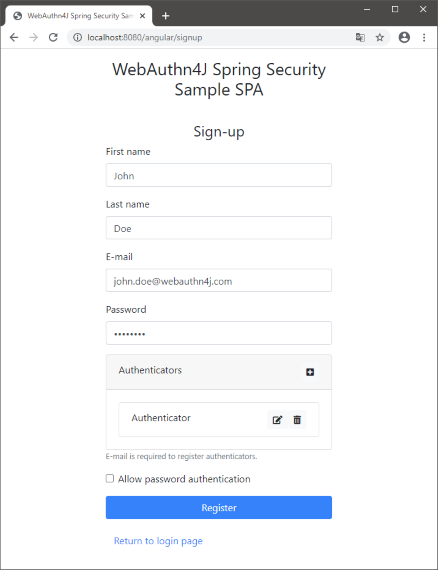 WebAuthn4J Spring Security Sam
localhost:8080/angular/signup
WebAuthn4J Spring Security
Sample SPA
Sign-up
First name
John
Last name
Doe
E-mail
john.doe@webauthn4j.com
Password
••••••••
Authenticators
Authenticator
E-mail is required to register authenticators.
Allow password authentication
Register
Return to login page